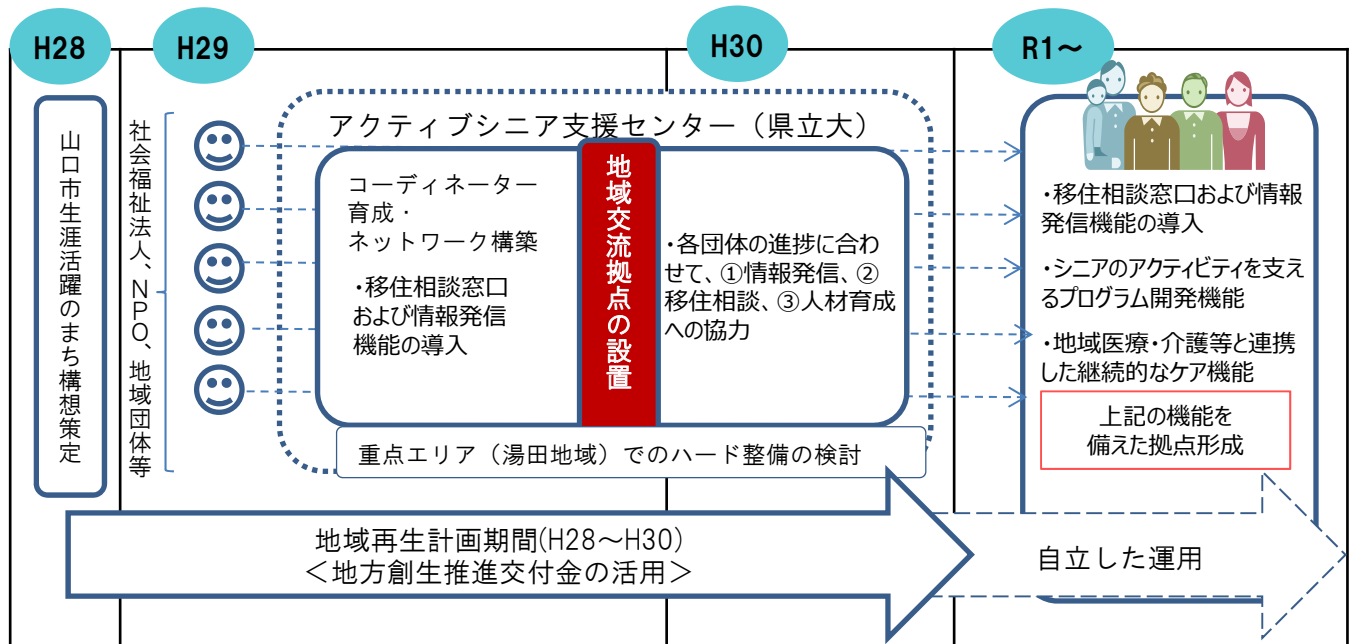 H28
H29
H30
R1～
山口市生涯活躍のまち構想策定
社会福祉法人、NPO、地域団体等
アクティブシニア支援センター（県立大）
コーディネーター
育成・
ネットワーク構築
・移住相談窓口
および情報発信
機能の導入
地域交流拠点の設置
・各団体の進捗に合わ
せて、①情報発信、②
移住相談、③人材育成
への協力
重点エリア（湯田地域）でのハード整備の検討
・移住相談窓口および情報
発信機能の導入
・シニアのアクティビティを支え
るプログラム開発機能
・地域医療・介護等と連携
した継続的なケア機能
上記の機能を
備えた拠点形成
地域再生計画期間(H28～H30)
＜地方創生推進交付金の活用＞
自立した運用